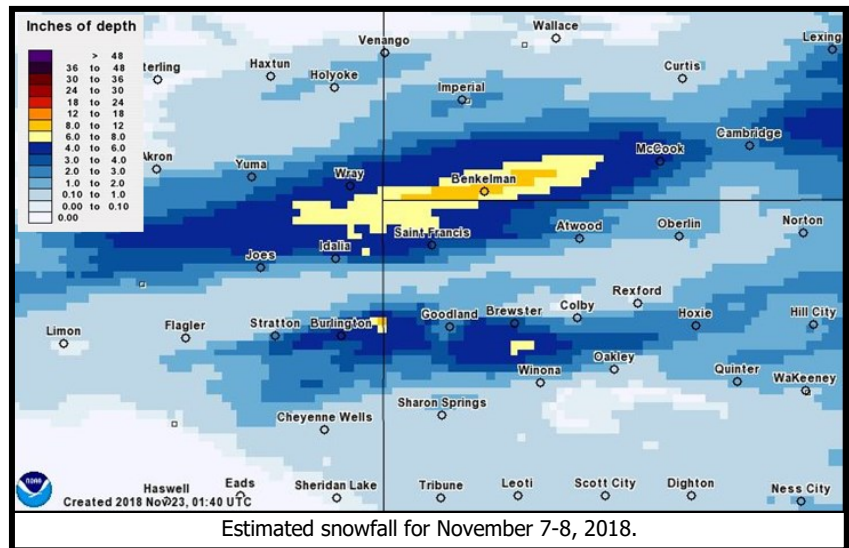 Inches of depth
> 48
36 to 48
30 to 36
24 to 30
18 to 24
12 to 18
8.0 to 12
6.0 to 8.0
4.0 to 6.0
3.0 to 4.0
2.0 to 3.0
1.0 to 2.0
0.10 to 1.0
0.00 to 0.10
0.00
Wallace
Venango
Lexing
terling
Haxtun
Holyoke
Curtis
Imperial
Cambridge
McCook
Akron
Yuma
Wray
Benkelman
Saint Francis
Atwood
Oberlin
Norton
Idalia
Joes
Rexford
Limon
Flagler
Stratton
Burlington
Goodland
Brewster
Colby
Hoxie
Hill City
Oakley
Winona
Quinter
WaKeeney
Cheyenne Wells
Sharon Springs
Haswell
Eads
Sheridan Lake
Tribune
Leoti
Scott City
Dighton
Ness City
noaa
Created 2018 Nov 23, 01:40 UTC
Estimated snowfall for November 7-8, 2018.